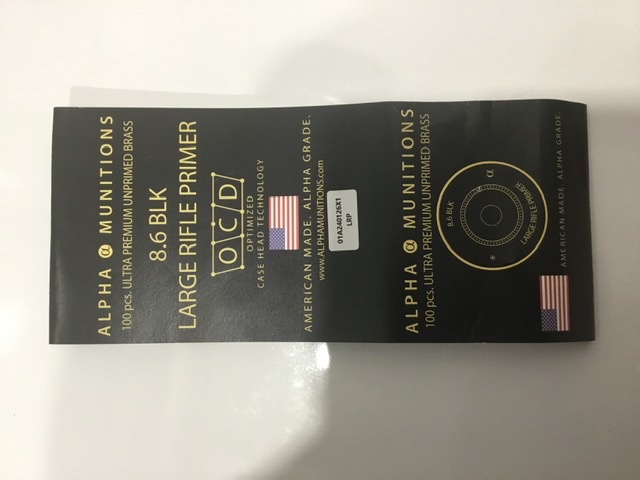 ALPHA α MUNITIONS
100 pcs. ULTRA PREMIUM UNPRIMED BRASS
8.6 BLK
LARGE RIFLE PRIMER
O C D
OPTIMIZED
CASE HEAD TECHNOLOGY
AMERICAN MADE. ALPHA GRADE.
www.ALPHAMUNITIONS.com
01A240126X1
LRP
ALPHA α MUNITIONS
100 pcs. ULTRA PREMIUM UNPRIMED BRASS
8.6 BLK
α
LARGE RIFLE PRIMER
*
AMERICAN MADE. ALPHA GRADE.